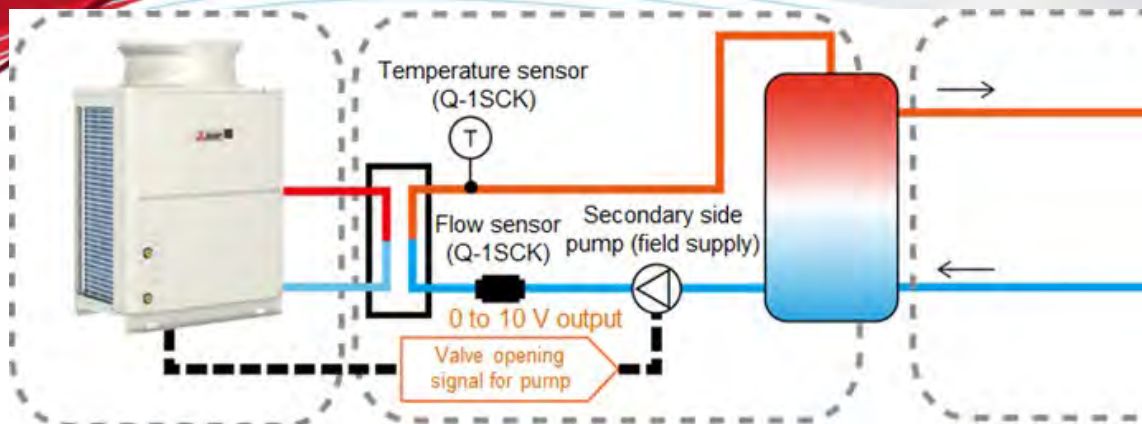 Temperature sensor
(Q-1SCK)
T
Flow sensor
(Q-1SCK)
Secondary side
pump (field supply)
0 to 10 V output
Valve opening
signal for pump